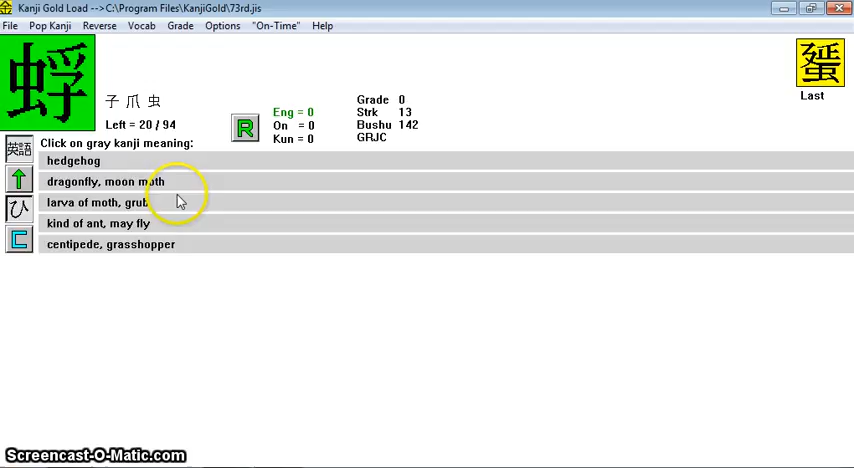 Kanji Gold Load -->C:\Program Files\KanjiGold\73rd.jis
File Pop Kanji Reverse Vocab Grade Options "On-Time" Help
蜉
蜑
Last
子 爪 虫
Left = 20 / 94
R
Eng = 0
On = 0
Kun = 0
Grade 0
Strk 13
Bushu 142
GRJC
英語
Click on gray kanji meaning:
hedgehog
dragonfly, moon moth
larva of moth, grub
ひ
kind of ant, may fly
centipede, grasshopper
Screencast-O-Matic.com